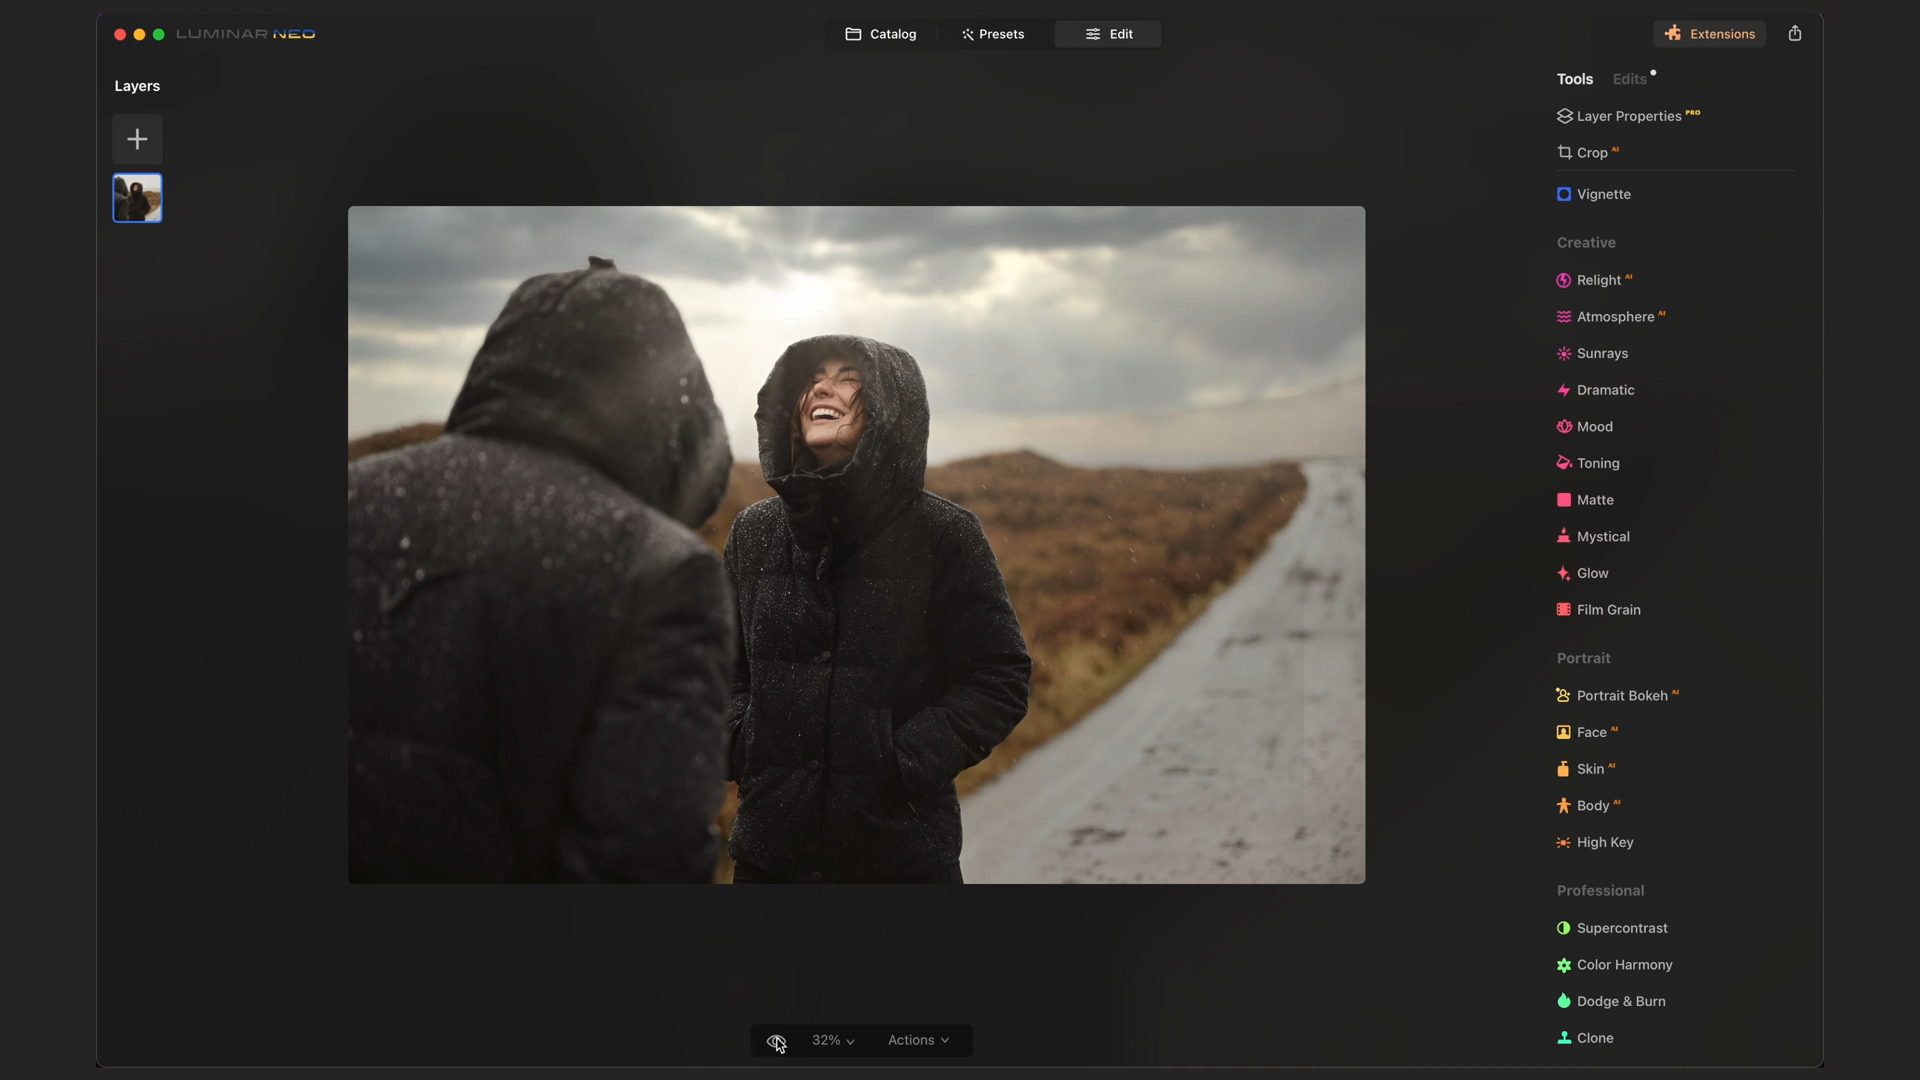 LUMINAR NEO
Catalog
Presets
Edit
Extensions
Layers
Tools Edits
Layer Properties PRO
Crop AI
Vignette
Creative
Relight AI
Atmosphere AI
Sunrays
Dramatic
Mood
Toning
Matte
Mystical
Glow
Film Grain
Portrait
Portrait Bokeh AI
Face AI
Skin AI
Body AI
High Key
Professional
Supercontrast
Color Harmony
Dodge & Burn
Clone
32% Actions